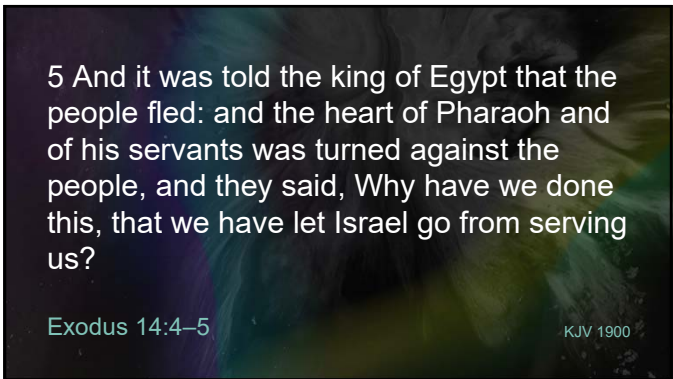 5 And it was told the king of Egypt that the
people fled: and the heart of Pharaoh and
of his servants was turned against the
people, and they said, Why have we done
this, that we have let Israel go from serving
us?
Exodus 14:4–5
KJV 1900